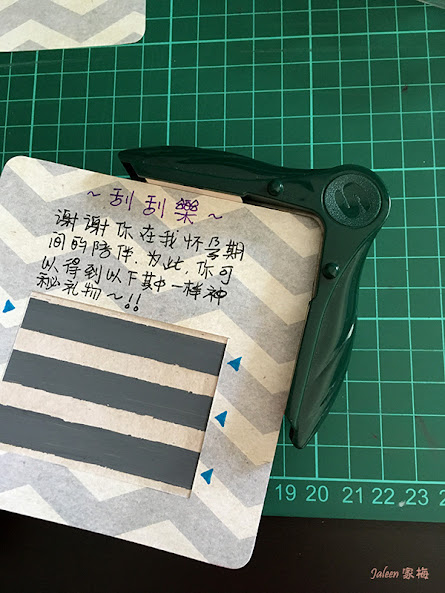 ~ 刮刮樂 ~
谢谢你在我怀孕期
间的陪伴.为此,你可
以得到以下其中一样神
秘礼物~!!
19 20 21 22 23
Jaleen 家梅